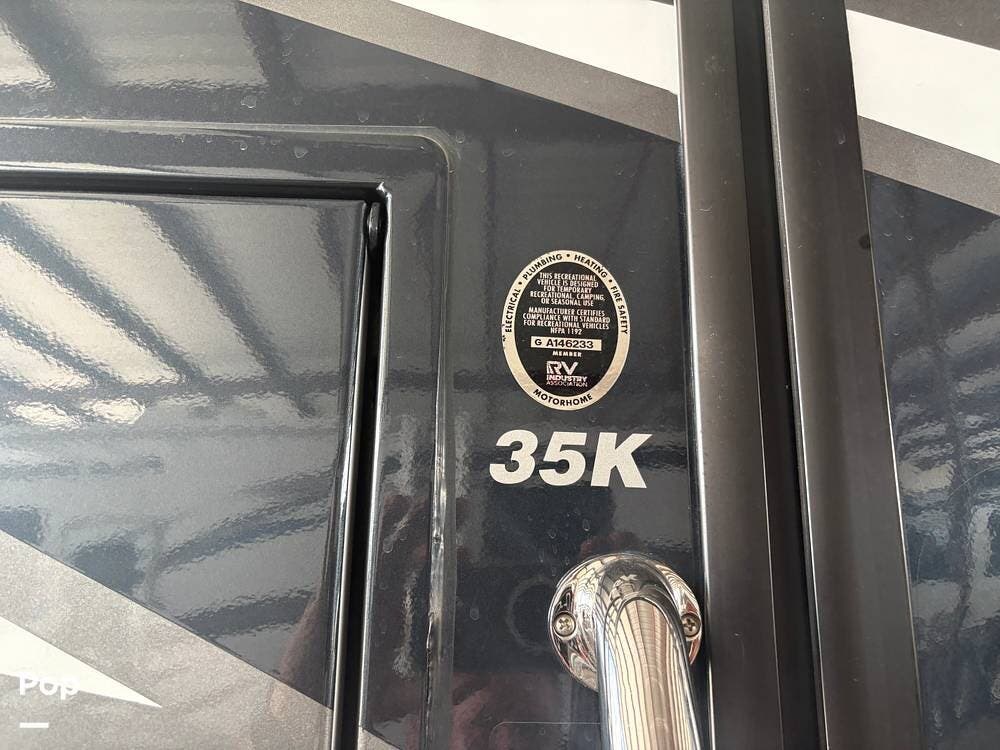 ELECTRICAL • PLUMBING • HEATING • FIRE SAFETY
THIS RECREATIONAL
VEHICLE IS DESIGNED
FOR TEMPORARY
RECREATIONAL, CAMPING,
OR SEASONAL USE
MANUFACTURER CERTIFIES
COMPLIANCE WITH STANDARD
FOR RECREATIONAL VEHICLES
NFPA 1192
G A146233
MEMBER
RV
INDUSTRY
ASSOCIATION
MOTORHOME
35K
Pop